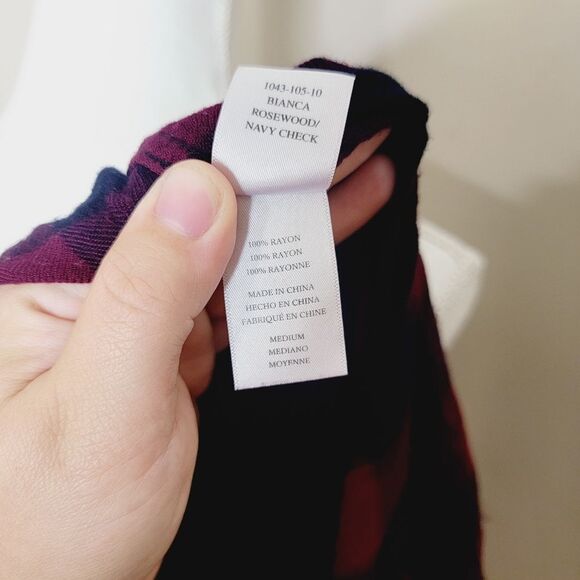 1043-105-10
BIANCA
ROSEWOOD/
NAVY CHECK
100% RAYON
100% RAYON
100% RAYONNE
MADE IN CHINA
HECHO EN CHINA
FABRIQUÉ EN CHINE
MEDIUM
MEDIANO
MOYENNE